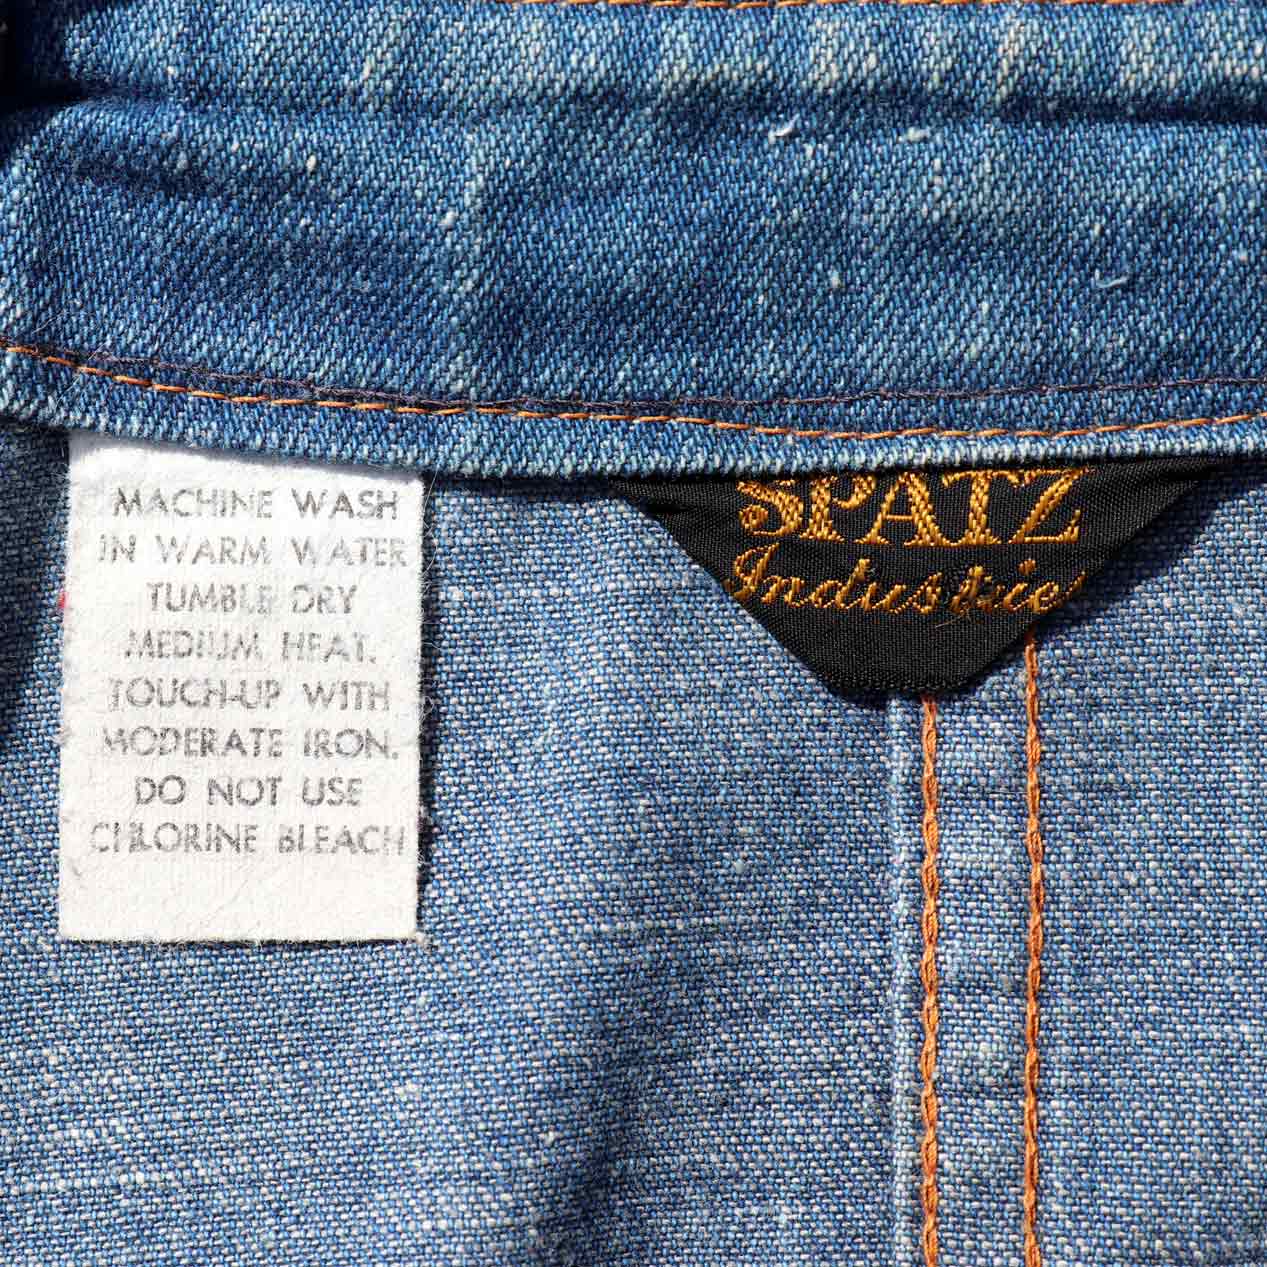 MACHINE WASH
IN WARM WATER
TUMBLE DRY
MEDIUM HEAT.
TOUCH-UP WITH
MODERATE IRON.
DO NOT USE
CHLORINE BLEACH
SPATZ
Industries